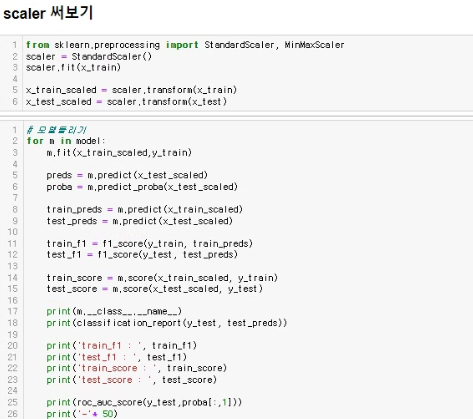 scaler 써보기
1 from sklearn.preprocessing import StandardScaler, MinMaxScaler
2 scaler = StandardScaler()
3 scaler.fit(x_train)
4
5 x_train_scaled = scaler.transform(x_train)
6 x_test_scaled = scaler.transform(x_test)
1 # 모델돌리기
2 for m in model:
3 m.fit(x_train_scaled,y_train)
4
5 preds = m.predict(x_test_scaled)
6 proba = m.predict_proba(x_test_scaled)
7
8 train_preds = m.predict(x_train_scaled)
9 test_preds = m.predict(x_test_scaled)
10
11 train_f1 = f1_score(y_train, train_preds)
12 test_f1 = f1_score(y_test, test_preds)
13
14 train_score = m.score(x_train_scaled, y_train)
15 test_score = m.score(x_test_scaled, y_test)
16
17 print(m.__class__.__name__)
18 print(classification_report(y_test, test_preds))
19
20 print('train_f1 : ', train_f1)
21 print('test_f1 : ', test_f1)
22 print('train_score : ', train_score)
23 print('test_score : ', test_score)
24
25 print(roc_auc_score(y_test,proba[:,1]))
26 print('-'* 50)